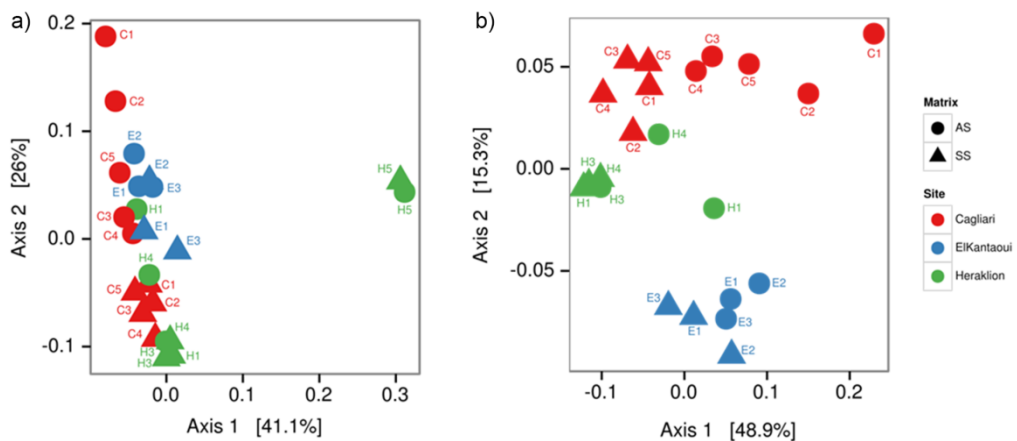 a)
0.2
0.1
0.0
-0.1
Axis 2 [26%]
C1
C2
E2
C5
E2
E1
E3
C3
H1
C4
E1
E3
H4
C5
C1
C2
C3
C4
H4
H3
H3
H1
H5
H5
0.0
0.1
0.2
0.3
Axis 1 [41.1%]
b)
0.05
0.00
-0.05
Axis 2 [15.3%]
C1
C3
C3
C5
C4
C5
C4
C1
C2
C2
H4
H3
H4
H1
H3
H1
E1
E2
E3
E1
E3
E2
-0.1
0.0
0.1
0.2
Axis 1 [48.9%]
Matrix
AS
SS
Site
Cagliari
ElKantaoui
Heraklion